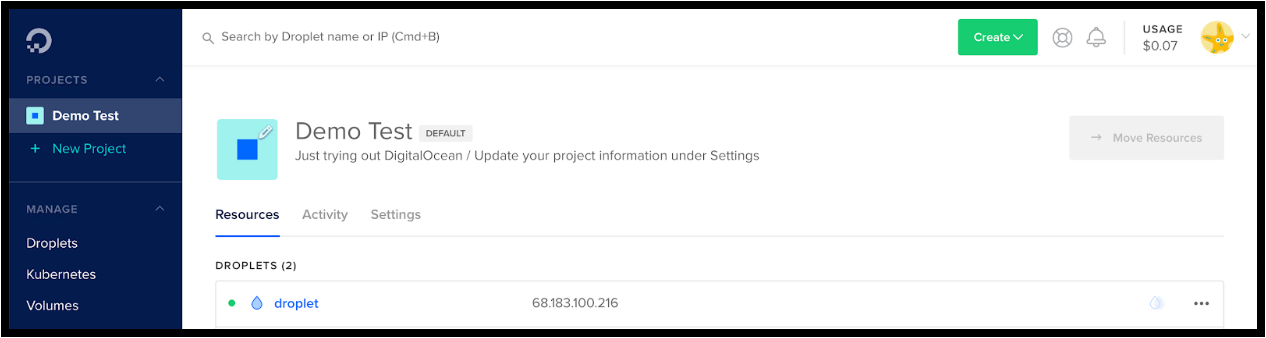 Search by Droplet name or IP (Cmd+B)
Create
USAGE
$0.07
PROJECTS
Demo Test
+ New Project
MANAGE
Droplets
Kubernetes
Volumes
Demo Test DEFAULT
Just trying out DigitalOcean / Update your project information under Settings
→ Move Resources
Resources Activity Settings
DROPLETS (2)
droplet 68.183.100.216 •••